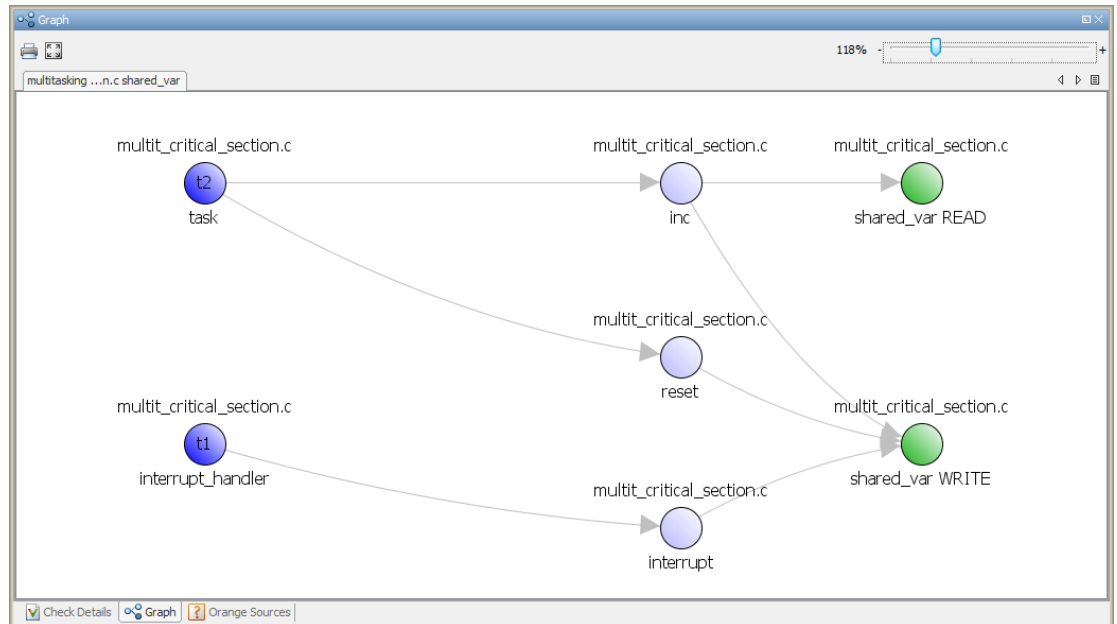 Graph
118% - +
multitasking ...n.c shared_var
multit_critical_section.c
t2
task
multit_critical_section.c
inc
multit_critical_section.c
shared_var READ
multit_critical_section.c
reset
multit_critical_section.c
t1
interrupt_handler
multit_critical_section.c
shared_var WRITE
multit_critical_section.c
interrupt
Check Details Graph ? Orange Sources